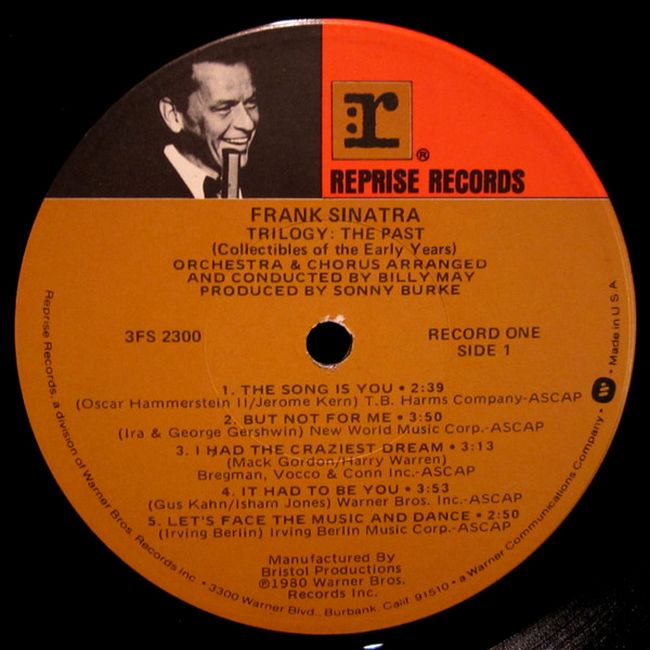 r ®
REPRISE RECORDS
FRANK SINATRA
TRILOGY: THE PAST
(Collectibles of the Early Years)
ORCHESTRA & CHORUS ARRANGED
AND CONDUCTED BY BILLY MAY
PRODUCED BY SONNY BURKE
3FS 2300
RECORD ONE
SIDE 1
1. THE SONG IS YOU • 2:39
(Oscar Hammerstein II/Jerome Kern) T.B. Harms Company-ASCAP
2. BUT NOT FOR ME • 3:50
(Ira & George Gershwin) New World Music Corp.-ASCAP
3. I HAD THE CRAZIEST DREAM • 3:13
(Mack Gordon/Harry Warren)
Bregman, Vocco & Conn Inc.-ASCAP
4. IT HAD TO BE YOU • 3:53
(Gus Kahn/Isham Jones) Warner Bros. Inc.-ASCAP
5. LET'S FACE THE MUSIC AND DANCE • 2:50
(Irving Berlin) Irving Berlin Music Corp.-ASCAP
Manufactured By
Bristol Productions
℗1980 Warner Bros.
Records Inc.
Reprise Records, a division of Warner Bros. Records Inc. • 3300 Warner Blvd., Burbank, Calif. 91510 • a Warner Communications Company • W • Made in U S A